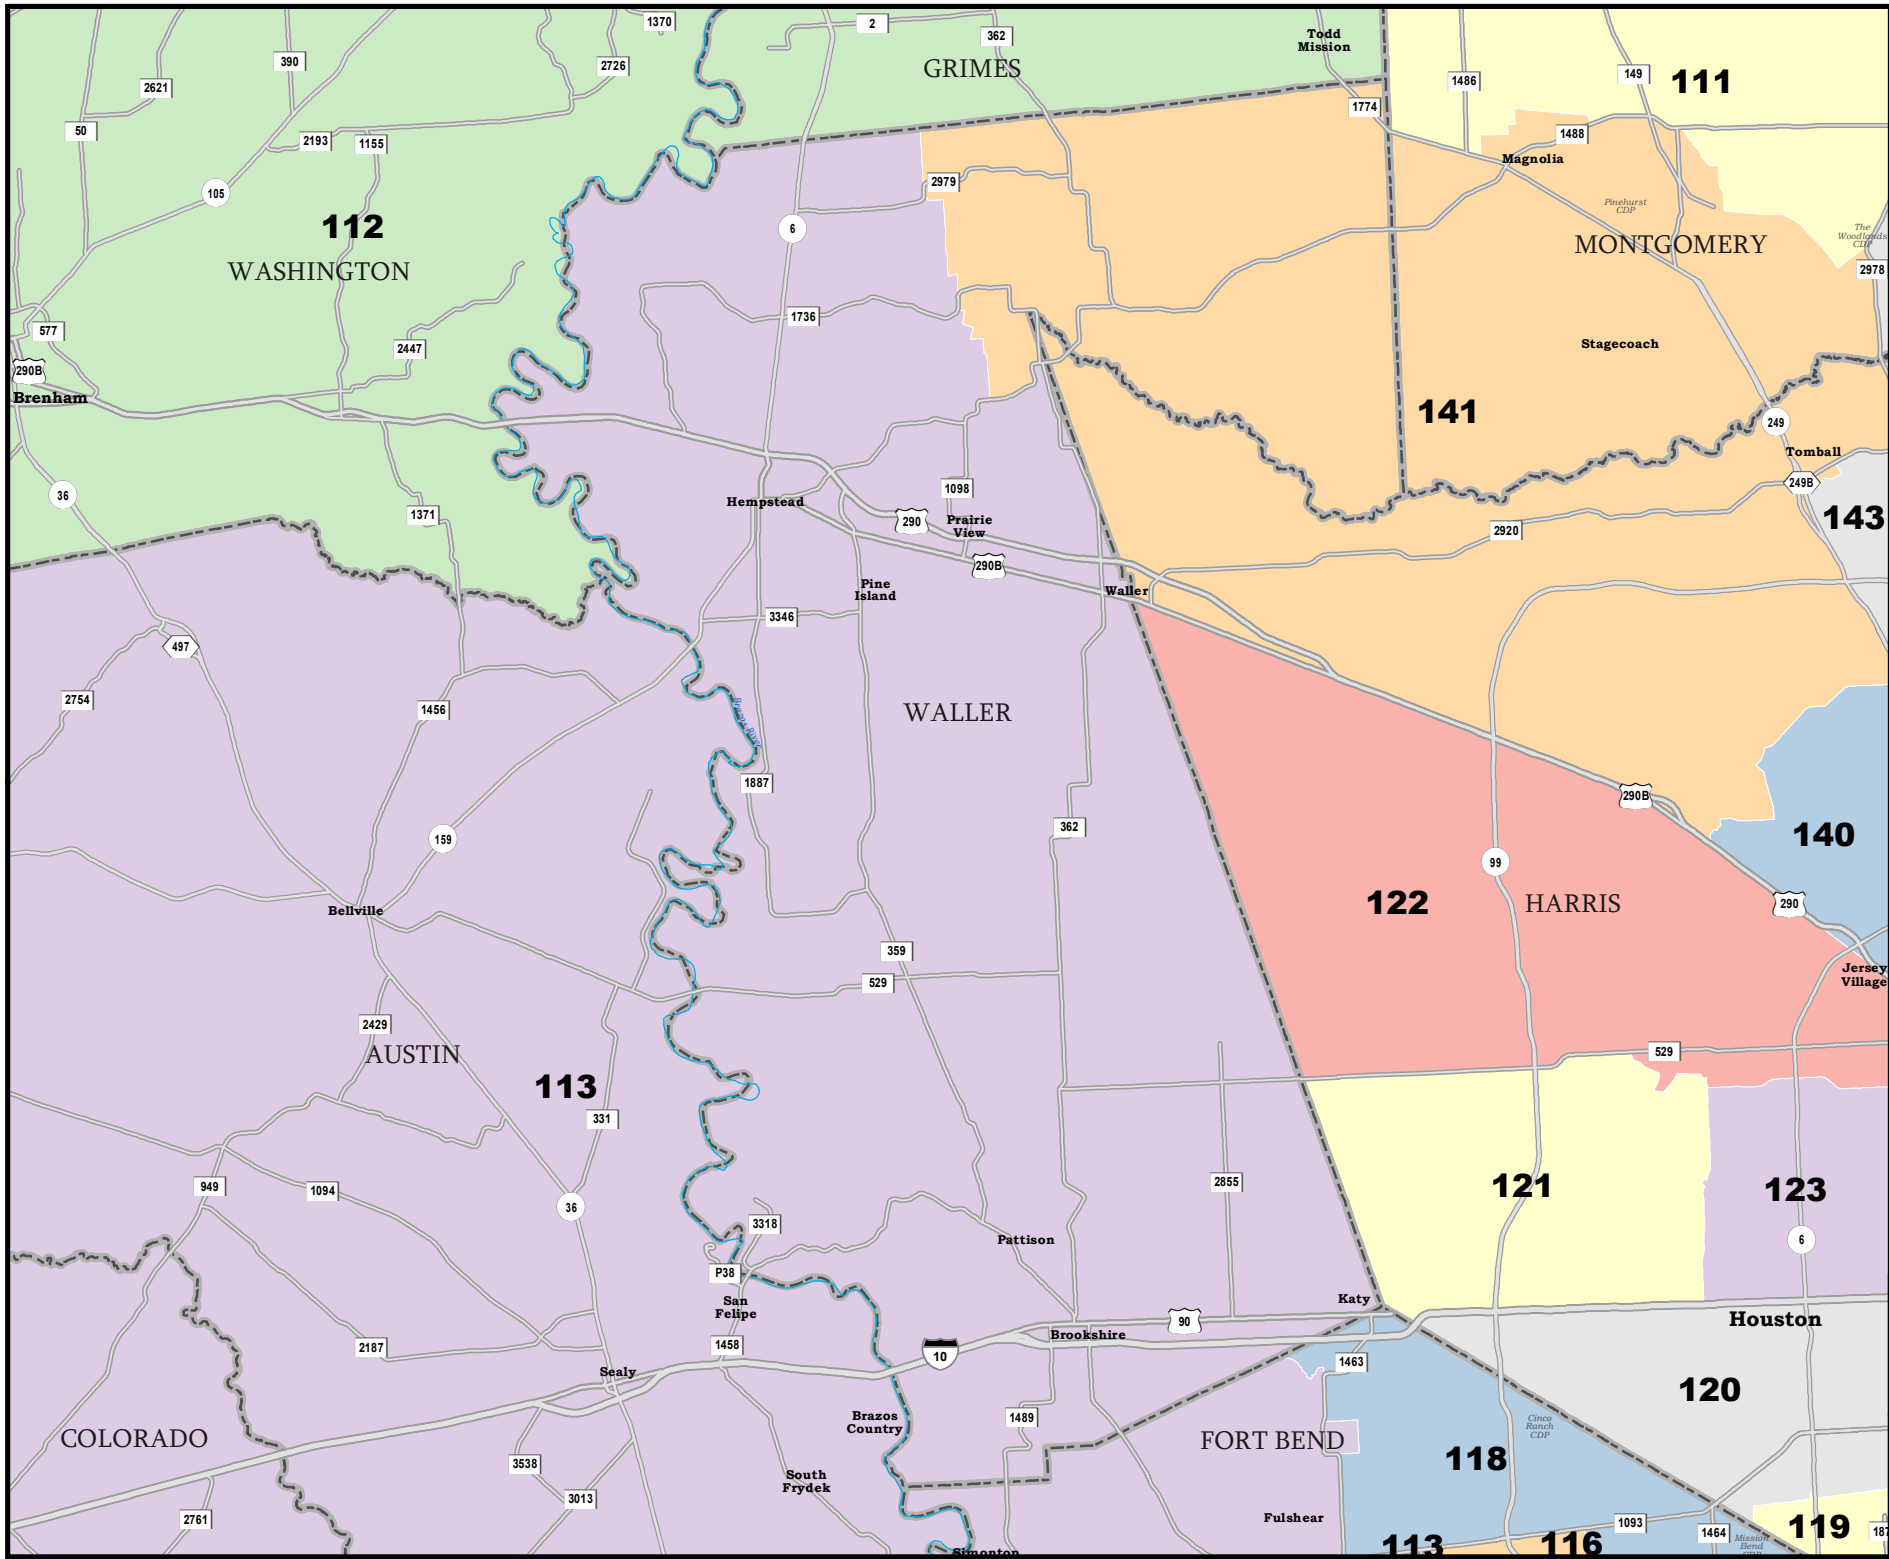 1370
2
362
Todd
Mission
390
2726
GRIMES
2621
1486
149
111
1774
50
2193
1155
1488
Magnolia
105
2979
112
6
Pinehurst
CDP
MONTGOMERY
The
Woodlands
CDP
WASHINGTON
2978
577
1736
2447
Stagecoach
290B
Brenham
141
249
Tomball
249B
36
1098
Hempstead
1371
290
Prairie
View
2920
143
290B
Pine
Island
Waller
3346
497
2754
1456
WALLER
Brazos River
1887
290B
362
140
159
99
122
HARRIS
290
Bellville
359
529
Jersey
Village
2429
AUSTIN
529
113
331
949
1094
2855
121
123
36
3318
Pattison
6
P38
San
Felipe
Katy
Houston
90
2187
1458
Brookshire
10
1463
Sealy
120
Brazos
Country
1489
Cinco
Ranch
CDP
COLORADO
FORT BEND
118
3538
South
Frydek
3013
2761
Fulshear
1093
119
1464
187
Mission
Bend
CDP
113
116
Simonton